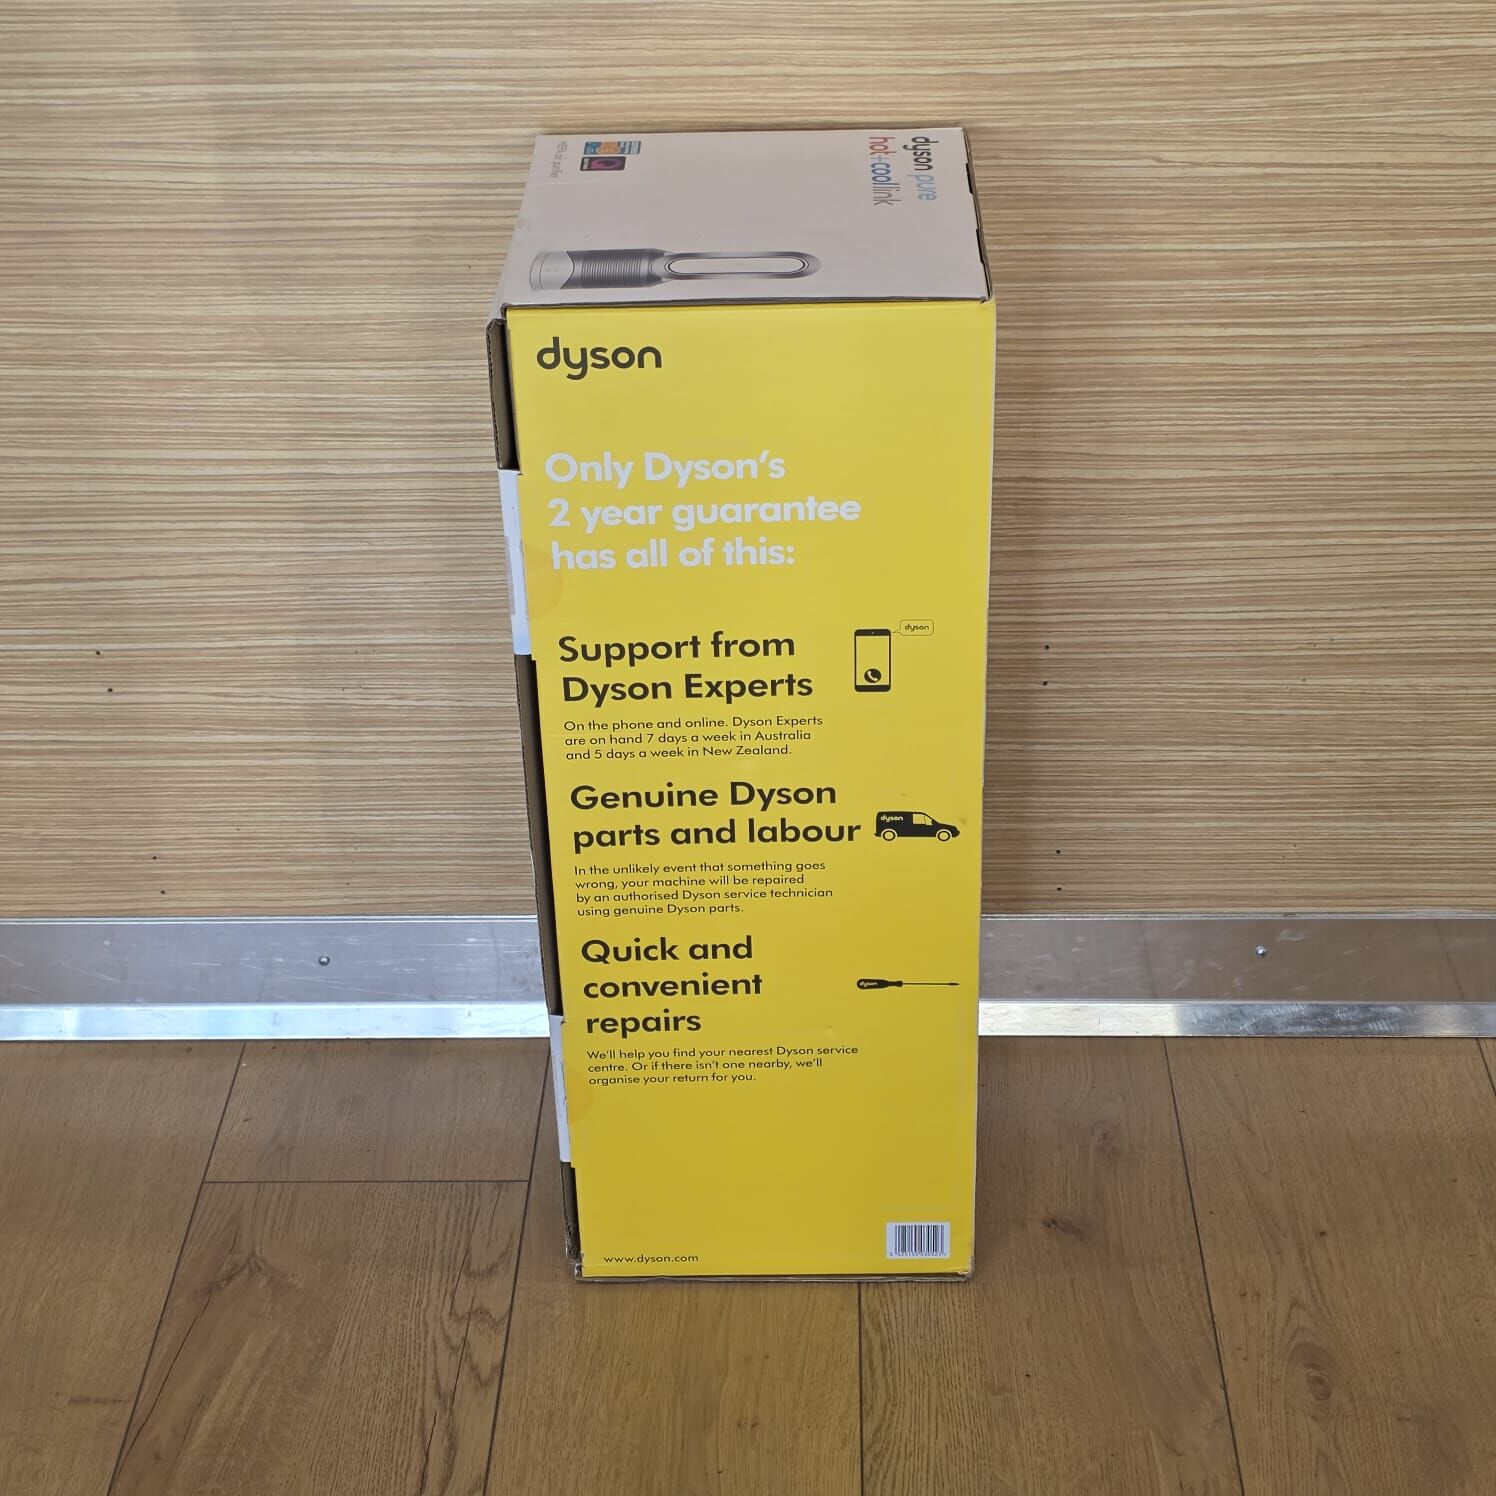 dyson pure
hot+cool link
HEPA air purifier
dyson
Only Dyson's
2 year guarantee
has all of this:
Support from
Dyson Experts
dyson
On the phone and online. Dyson Experts
are on hand 7 days a week in Australia
and 5 days a week in New Zealand.
Genuine Dyson
parts and labour
dyson
In the unlikely event that something goes
wrong, your machine will be repaired
by an authorised Dyson service technician
using genuine Dyson parts.
Quick and
convenient
repairs
dyson
We'll help you find your nearest Dyson service
centre. Or if there isn't one nearby, we'll
organise your return for you.
www.dyson.com